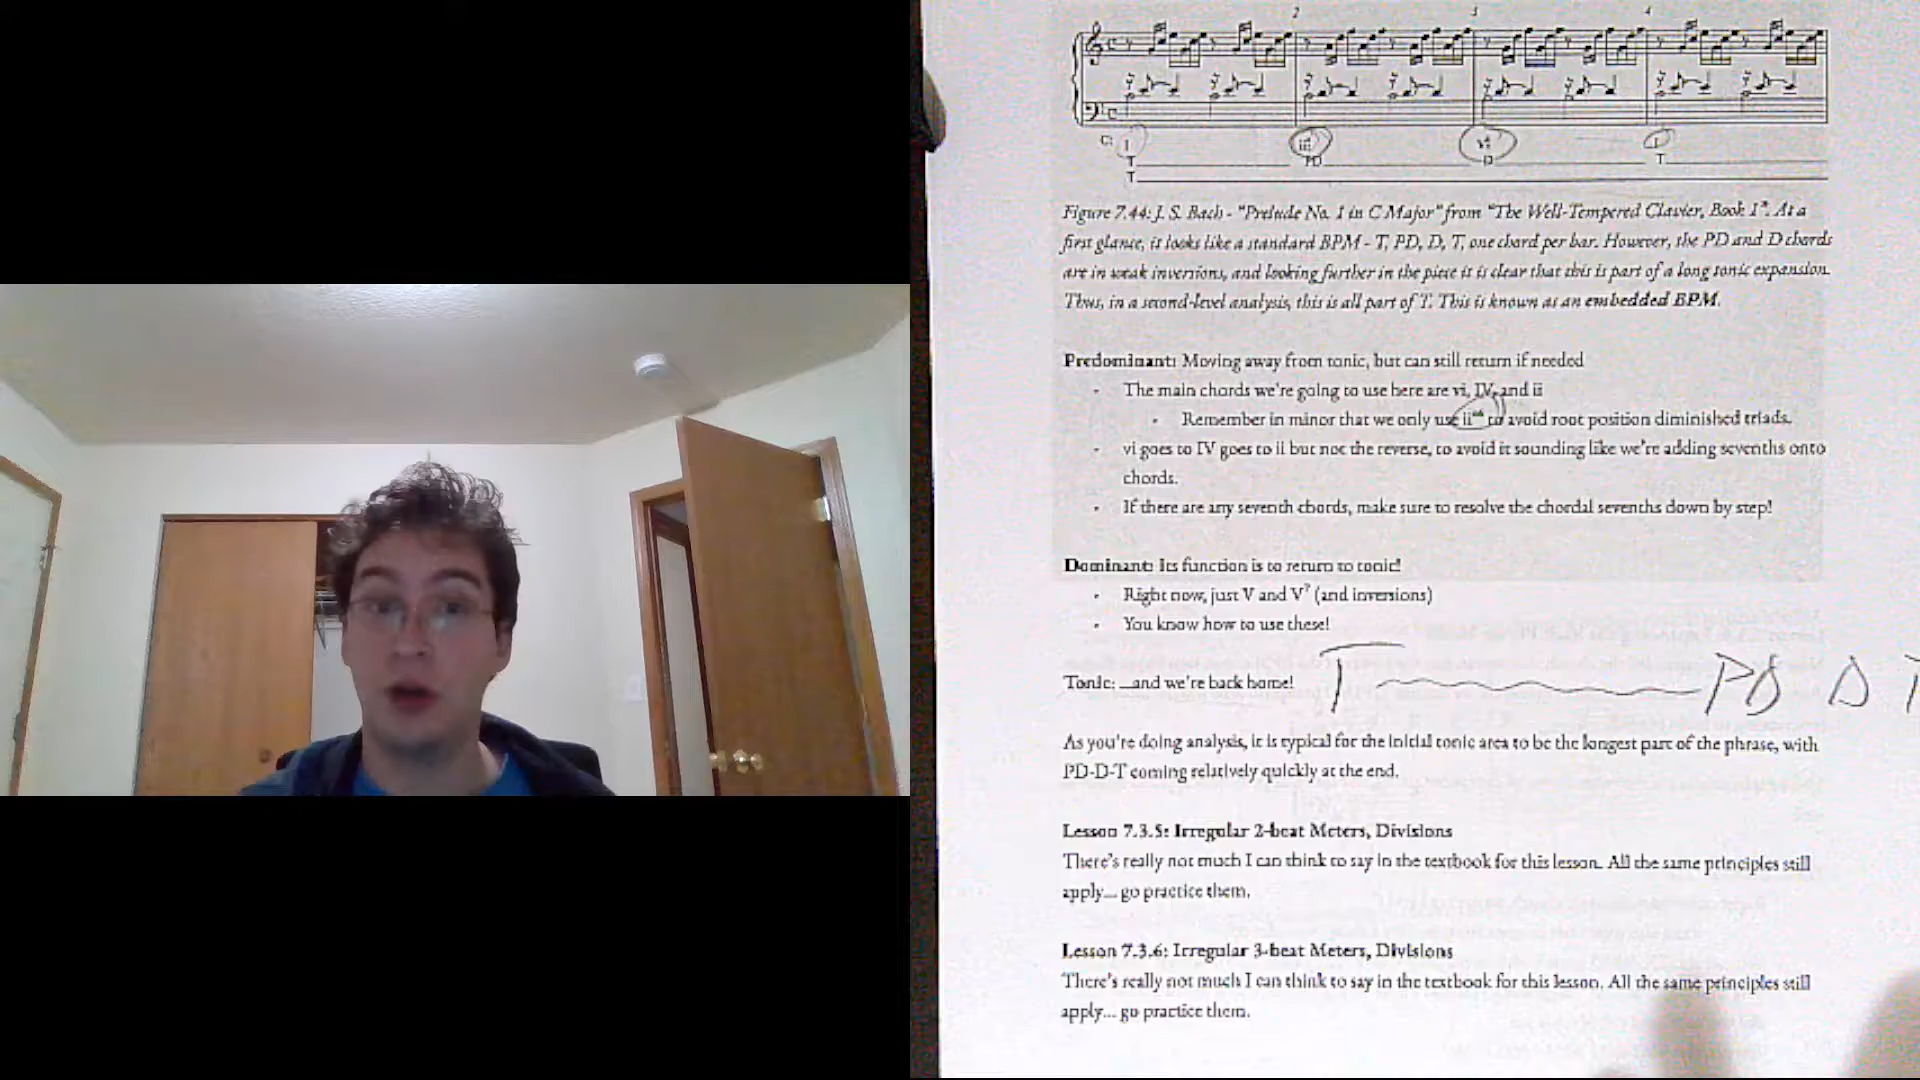 2 3 4
C: I
T PD D T
T
Figure 7.44: J. S. Bach - "Prelude No. 1 in C Major" from "The Well-Tempered Clavier, Book 1". At a
first glance, it looks like a standard BPM - T, PD, D, T, one chord per bar. However, the PD and D chords
are in weak inversions, and looking further in the piece it is clear that this is part of a long tonic expansion.
Thus, in a second-level analysis, this is all part of T. This is known as an embedded BPM.
Predominant: Moving away from tonic, but can still return if needed
- The main chords we're going to use here are vi, IV, and ii
- Remember in minor that we only use to avoid root position diminished triads.
- vi goes to IV goes to ii but not the reverse, to avoid it sounding like we're adding sevenths onto
chords.
- If there are any seventh chords, make sure to resolve the chordal sevenths down by step!
Dominant: Its function is to return to tonic!
- Right now, just V and V⁷ (and inversions)
- You know how to use these!
Tonic: ...and we're back home! T PD D T
As you're doing analysis, it is typical for the initial tonic area to be the longest part of the phrase, with
PD-D-T coming relatively quickly at the end.
Lesson 7.3.5: Irregular 2-beat Meters, Divisions
There's really not much I can think to say in the textbook for this lesson. All the same principles still
apply... go practice them.
Lesson 7.3.6: Irregular 3-beat Meters, Divisions
There's really not much I can think to say in the textbook for this lesson. All the same principles still
apply... go practice them.